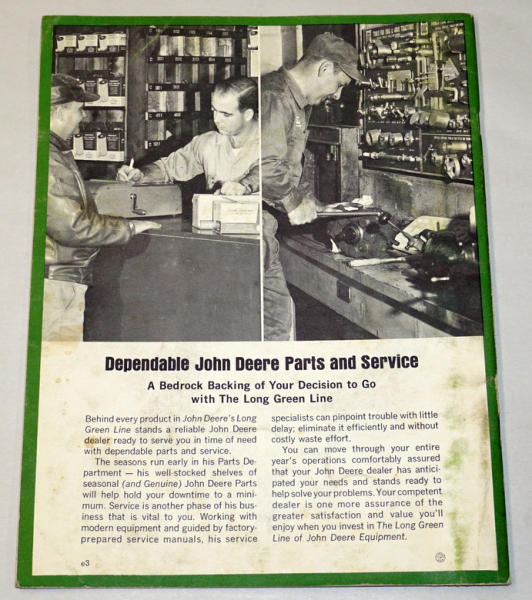 Dependable John Deere Parts and Service
A Bedrock Backing of Your Decision to Go
with The Long Green Line
Behind every product in John Deere's Long
Green Line stands a reliable John Deere
dealer ready to serve you in time of need
with dependable parts and service.
The seasons run early in his Parts De-
partment — his well-stocked shelves of
seasonal (and Genuine) John Deere Parts
will help hold your downtime to a mini-
mum. Service is another phase of his bus-
iness that is vital to you. Working with
modern equipment and guided by factory-
prepared service manuals, his service
specialists can pinpoint trouble with little
delay; eliminate it efficiently and without
costly waste effort.
You can move through your entire
year's operations comfortably assured
that your John Deere dealer has antici-
pated your needs and stands ready to
help solve your problems. Your competent
dealer is one more assurance of the
greater satisfaction and value you'll
enjoy when you invest in The Long Green
Line of John Deere Equipment.
e3